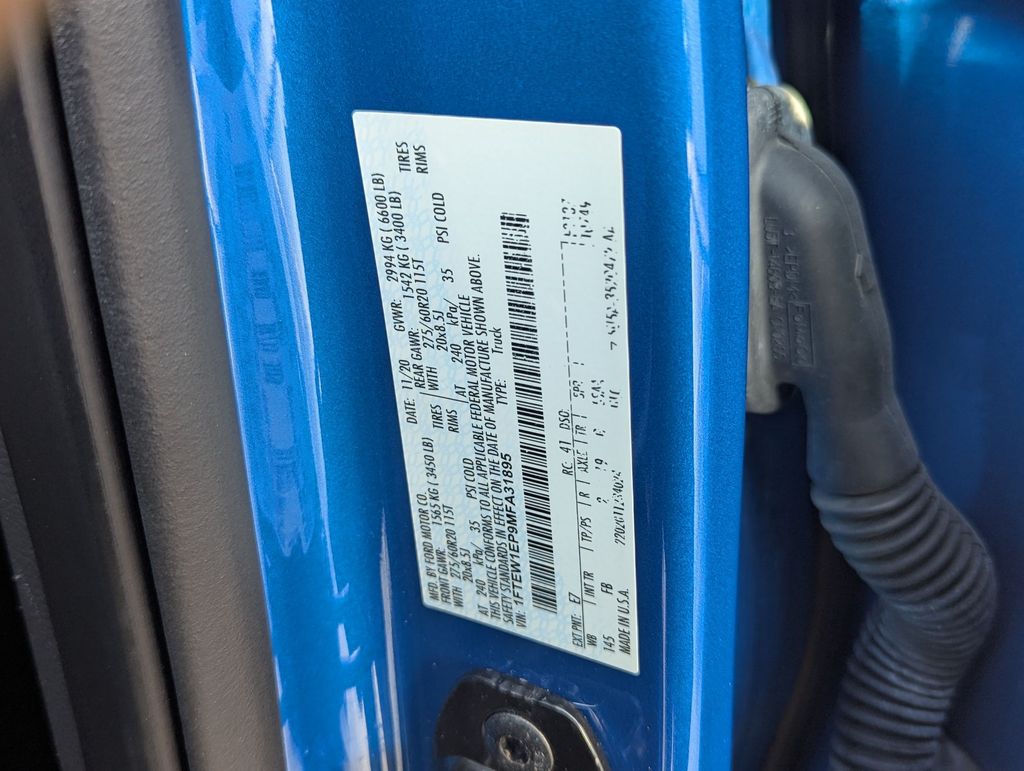 MFD. BY FORD MOTOR CO.
DATE: 11/20 GVWR: 2994 KG ( 6600 LB)
FRONT GAWR: 1565 KG ( 3450 LB) REAR GAWR: 1542 KG ( 3400 LB)
WITH 275/60R20 115T TIRES WITH 275/60R20 115T TIRES
20x8.5J RIMS 20x8.5J RIMS
AT 240 kPa/ 35 PSI COLD AT 240 kPa/ 35 PSI COLD
THIS VEHICLE CONFORMS TO ALL APPLICABLE FEDERAL MOTOR VEHICLE
SAFETY STANDARDS IN EFFECT ON THE DATE OF MANUFACTURE SHOWN ABOVE.
VIN: 1FTEW1EP9MFA31895 TYPE: Truck
EXT PNT: E7 RC: 41 DSO:
WB INT TR TP/PS R AXLE TR SPR
145 FB
MADE IN U.S.A.